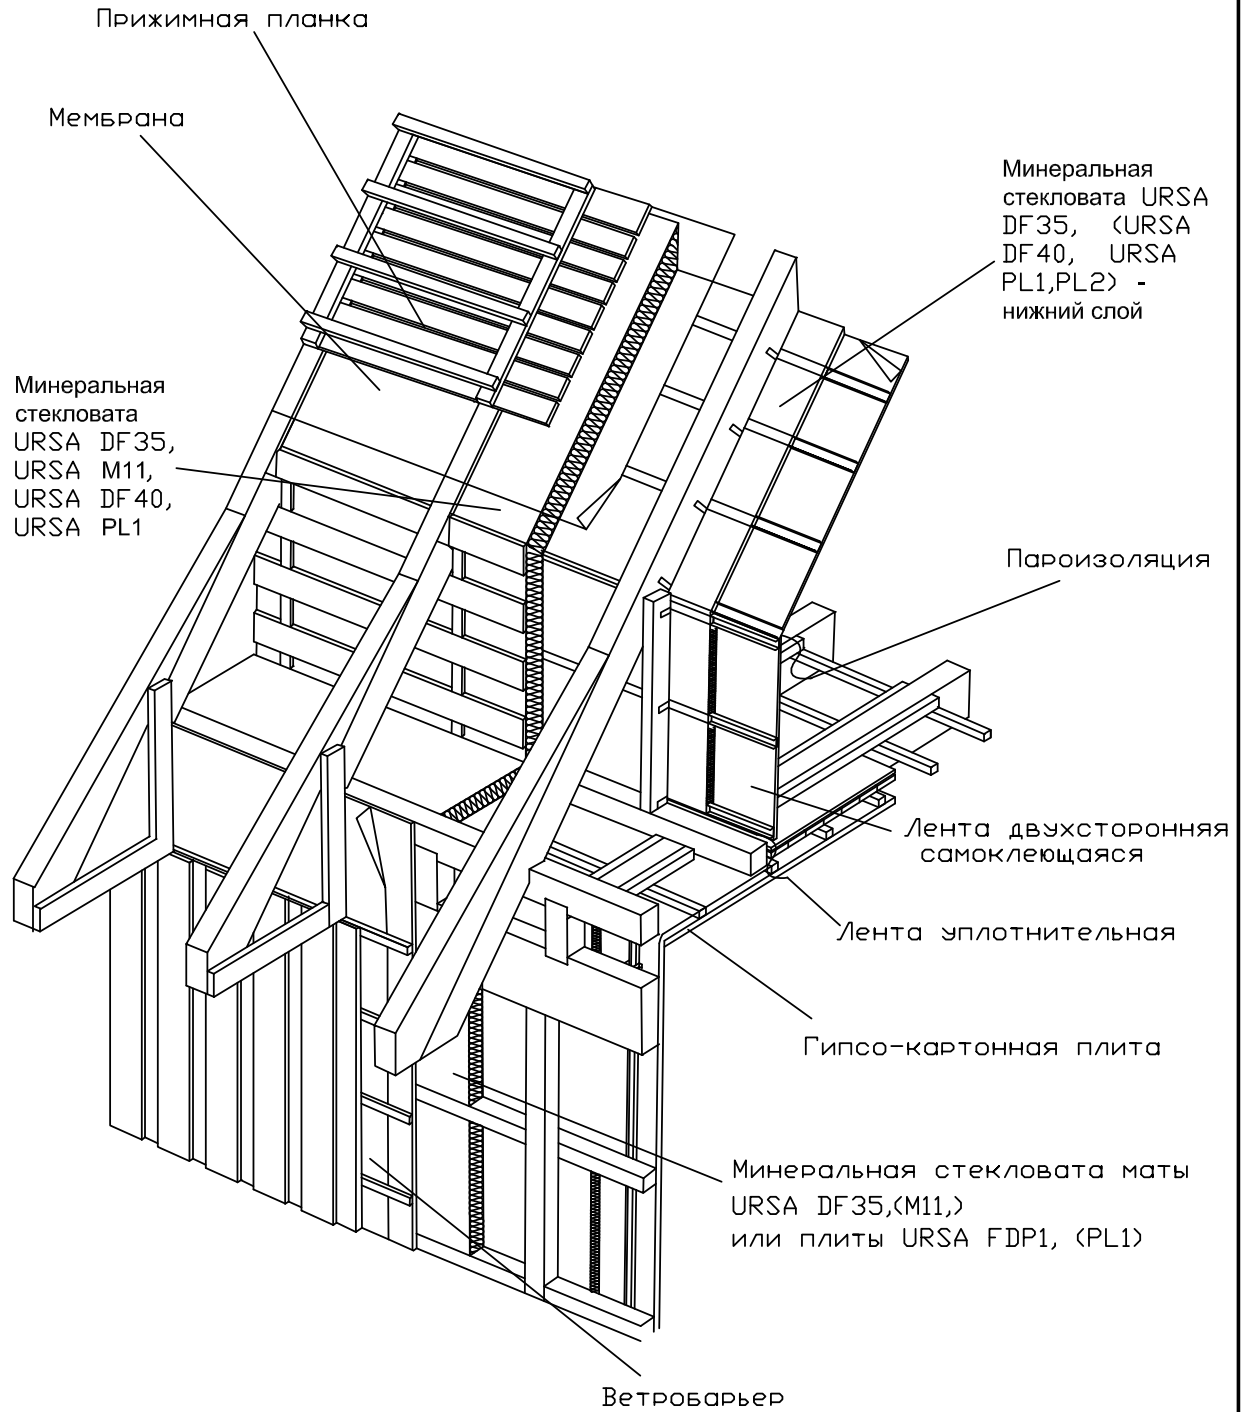 Прижимная планка
Мембрана
Минеральная
стекловата URSA
DF35, (URSA
DF40, URSA
PL1,PL2) -
нижний слой
Минеральная
стекловата
URSA DF35,
URSA M11,
URSA DF40,
URSA PL1
Пароизоляция
Лента двухсторонняя
самоклеющаяся
Лента уплотнительная
Гипсо-картонная плита
Минеральная стекловата маты
URSA DF35,(М11,)
или плиты URSA FDP1, (PL1)
Ветробарьер